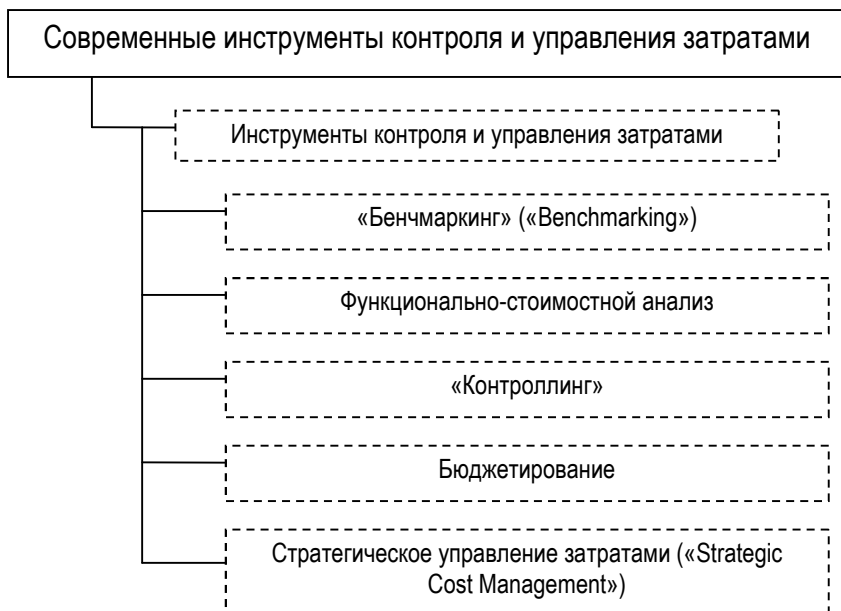 Современные инструменты контроля и управления затратами
Инструменты контроля и управления затратами
«Бенчмаркинг» («Benchmarking»)
Функционально-стоимостной анализ
«Контроллинг»
Бюджетирование
Стратегическое управление затратами («Strategic
Cost Management»)